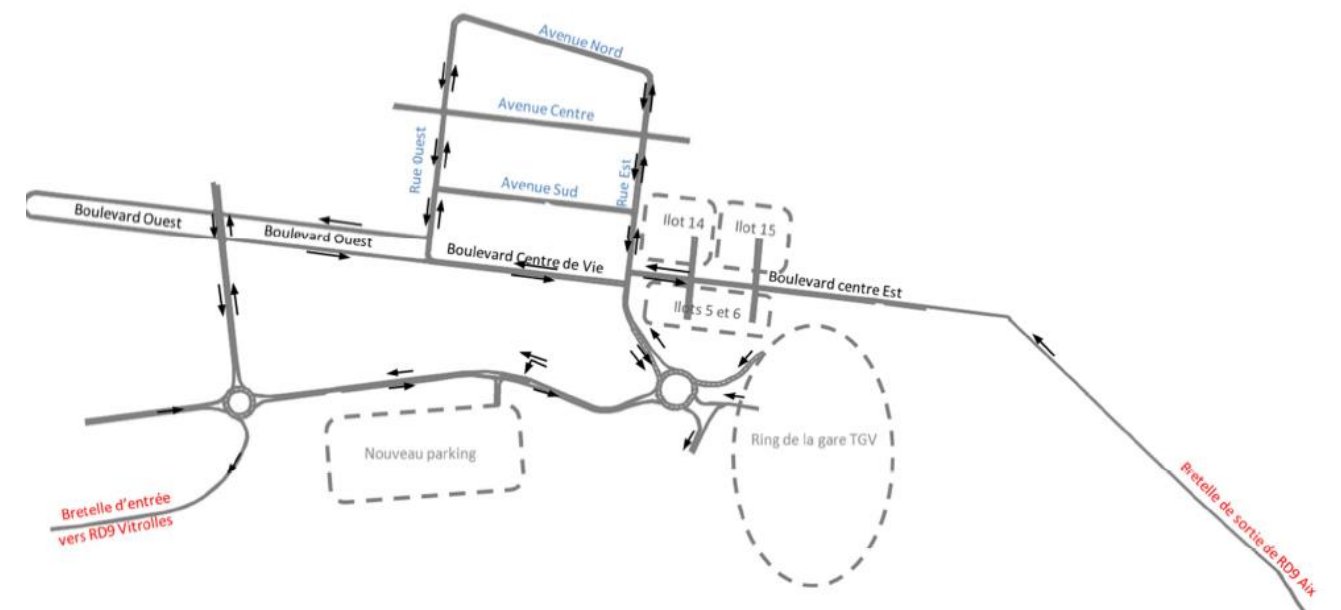 Avenue Nord
Avenue Centre
Rue Ouest
Avenue Sud
Rue Est
Ilot 14
Ilot 15
Boulevard Ouest
Boulevard Ouest
Boulevard Centre de Vie
Boulevard centre Est
Ilots 5 et 6
Nouveau parking
Ring de la gare TGV
Bretelle d'entrée
vers RD9 Vitrolles
Bretelle de sortie de RD9 Aix